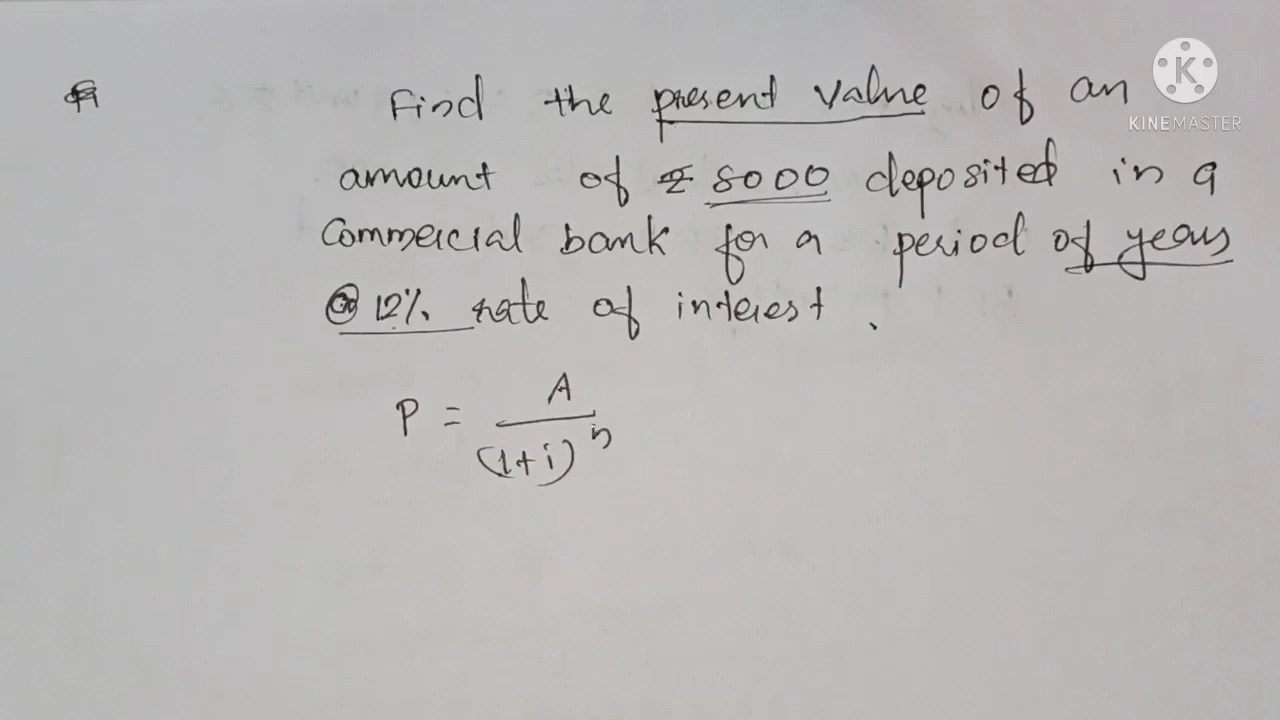 Find the present value of an
amount of ₹ 8000 deposited in a
Commercial bank for a period of years
@ 12% rate of interest.
P = A
(1+i)^n
K
KINEMASTER